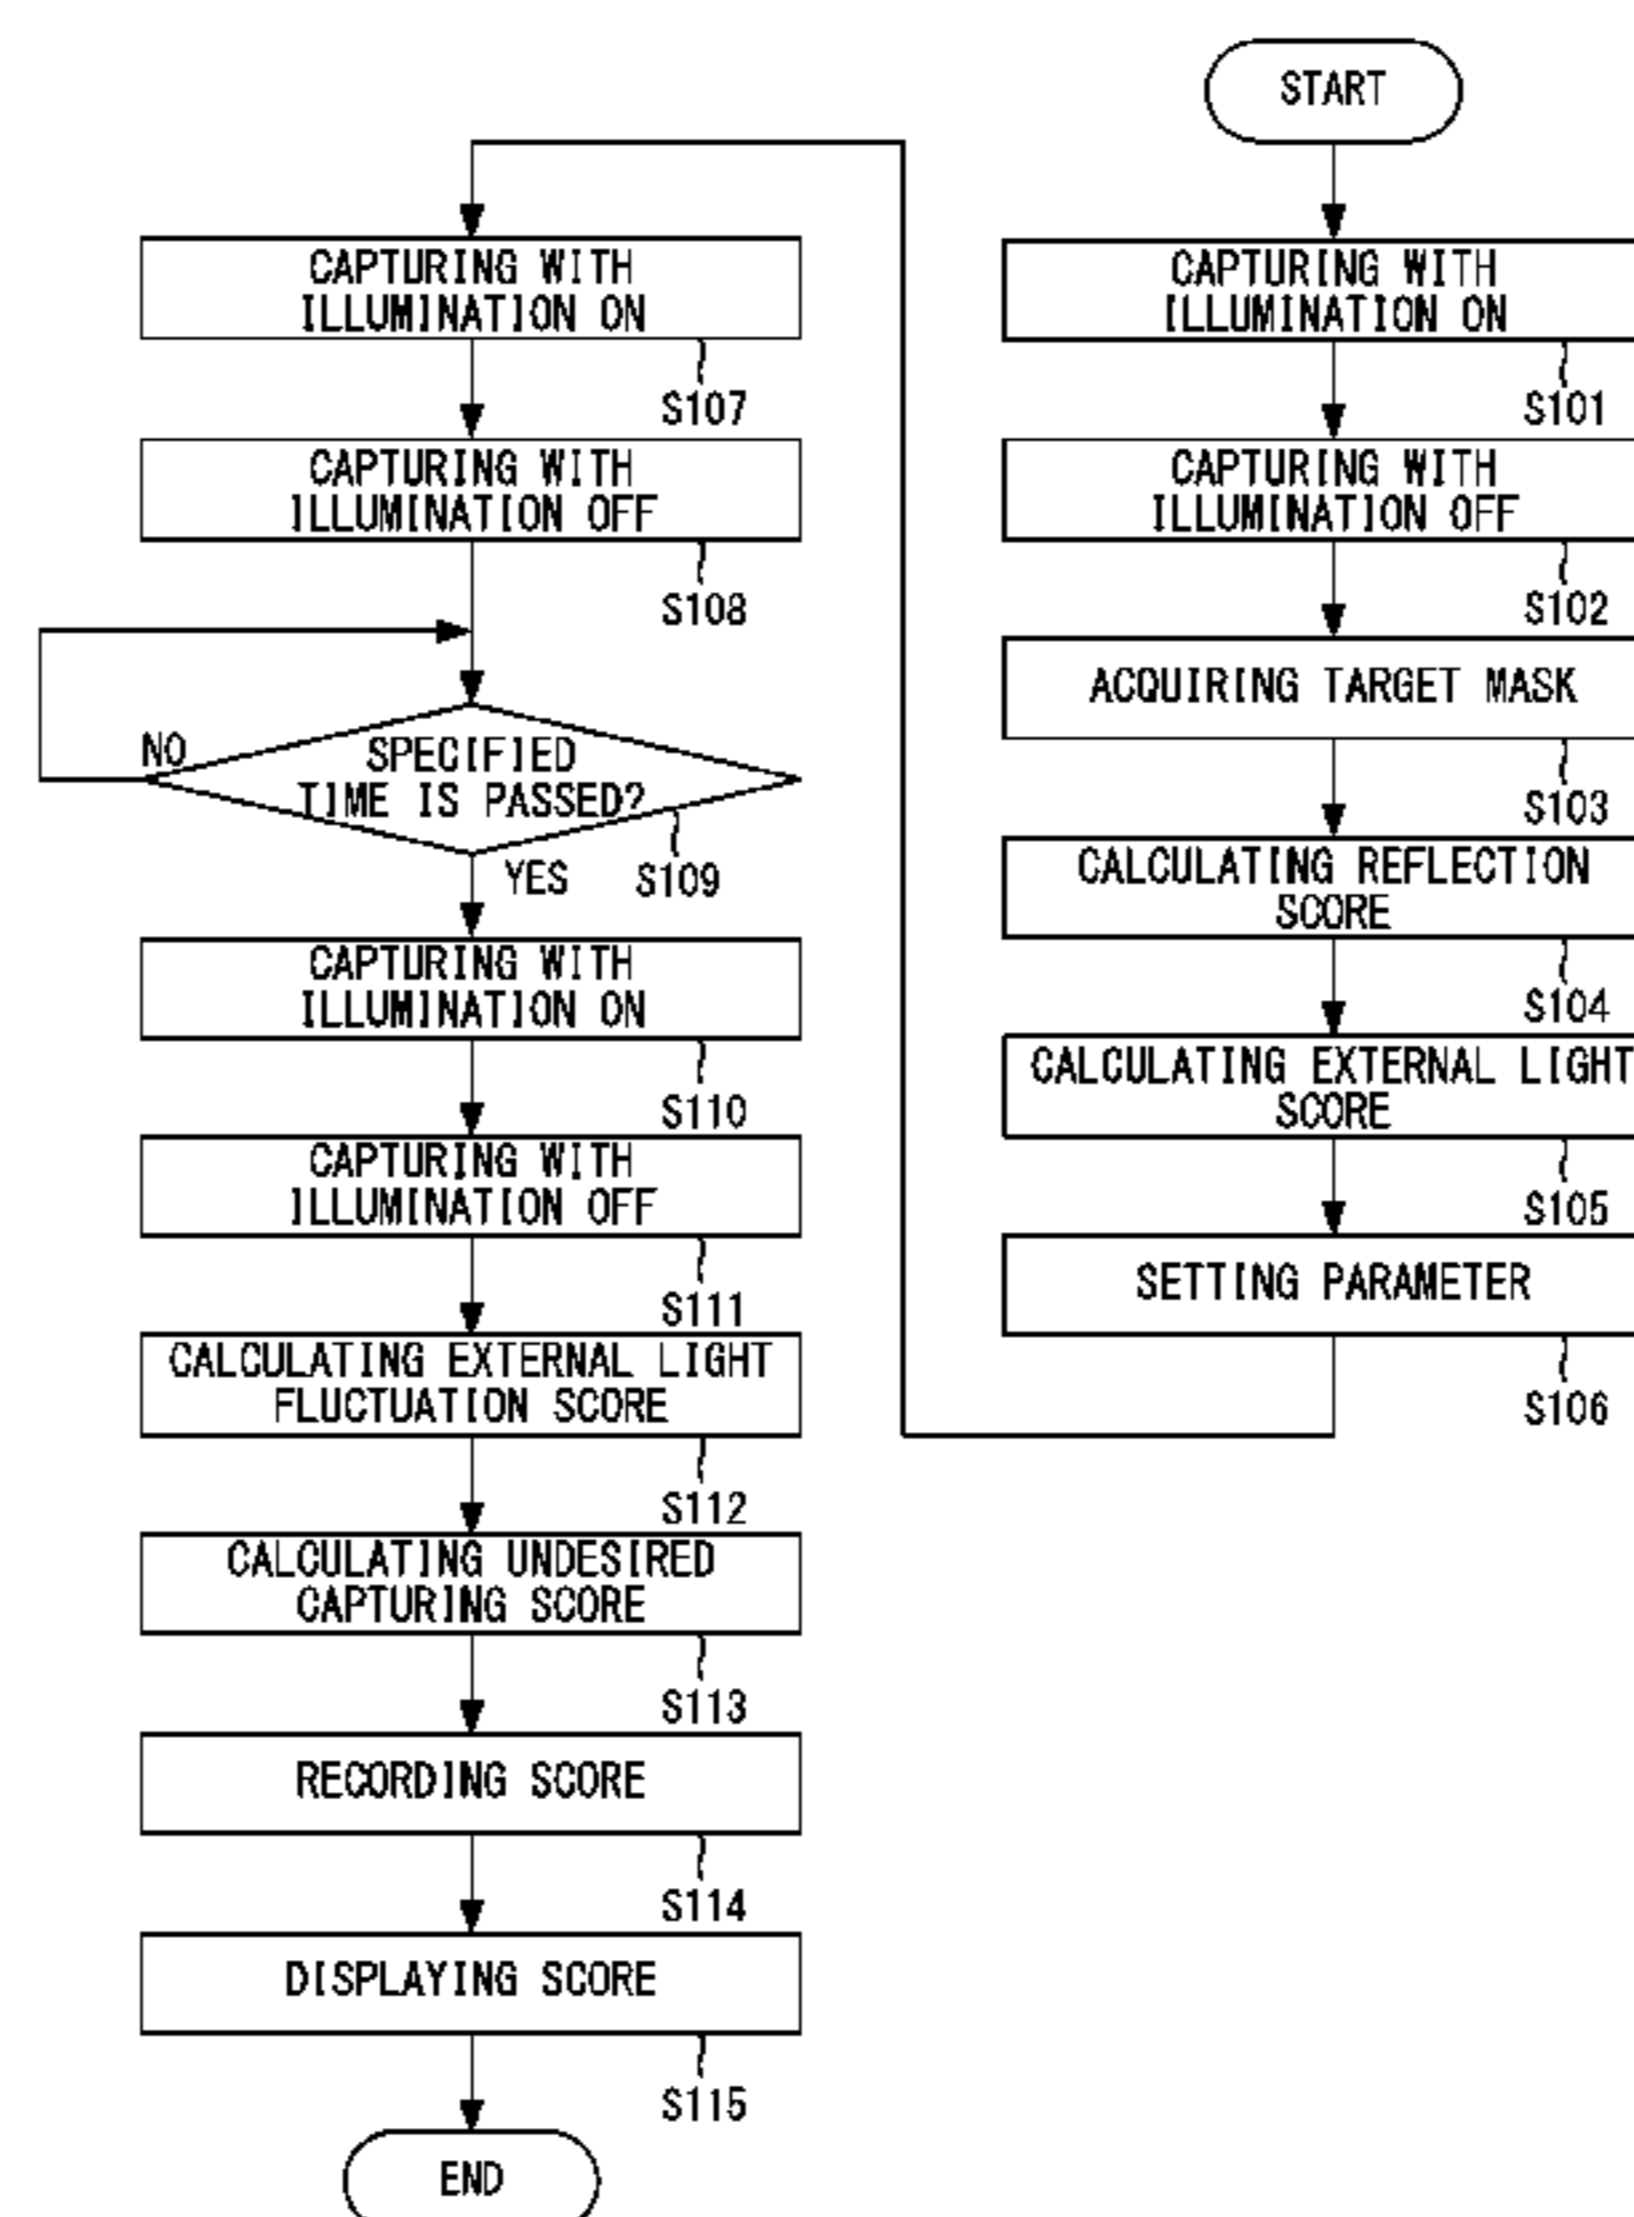 START
CAPTURING WITH
ILLUMINATION ON
S101
CAPTURING WITH
ILLUMINATION OFF
S102
ACQUIRING TARGET MASK
S103
CALCULATING REFLECTION
SCORE
S104
CALCULATING EXTERNAL LIGHT
SCORE
S105
SETTING PARAMETER
S106
CAPTURING WITH
ILLUMINATION ON
S107
CAPTURING WITH
ILLUMINATION OFF
S108
NO
SPECIFIED
TIME IS PASSED?
YES
S109
CAPTURING WITH
ILLUMINATION ON
S110
CAPTURING WITH
ILLUMINATION OFF
S111
CALCULATING EXTERNAL LIGHT
FLUCTUATION SCORE
S112
CALCULATING UNDESIRED
CAPTURING SCORE
S113
RECORDING SCORE
S114
DISPLAYING SCORE
S115
END